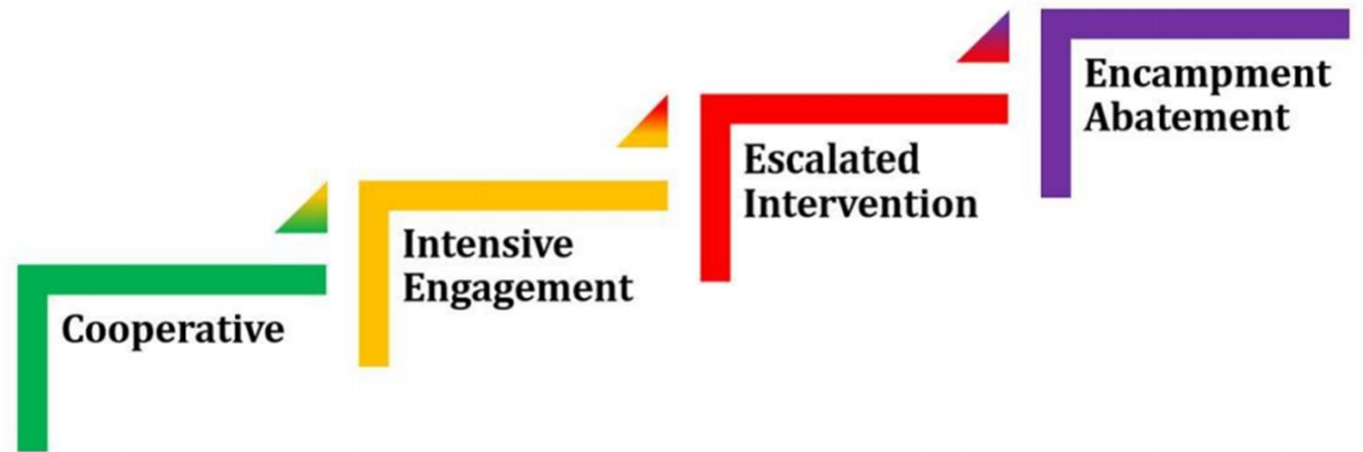 Cooperative
Intensive
Engagement
Escalated
Intervention
Encampment
Abatement